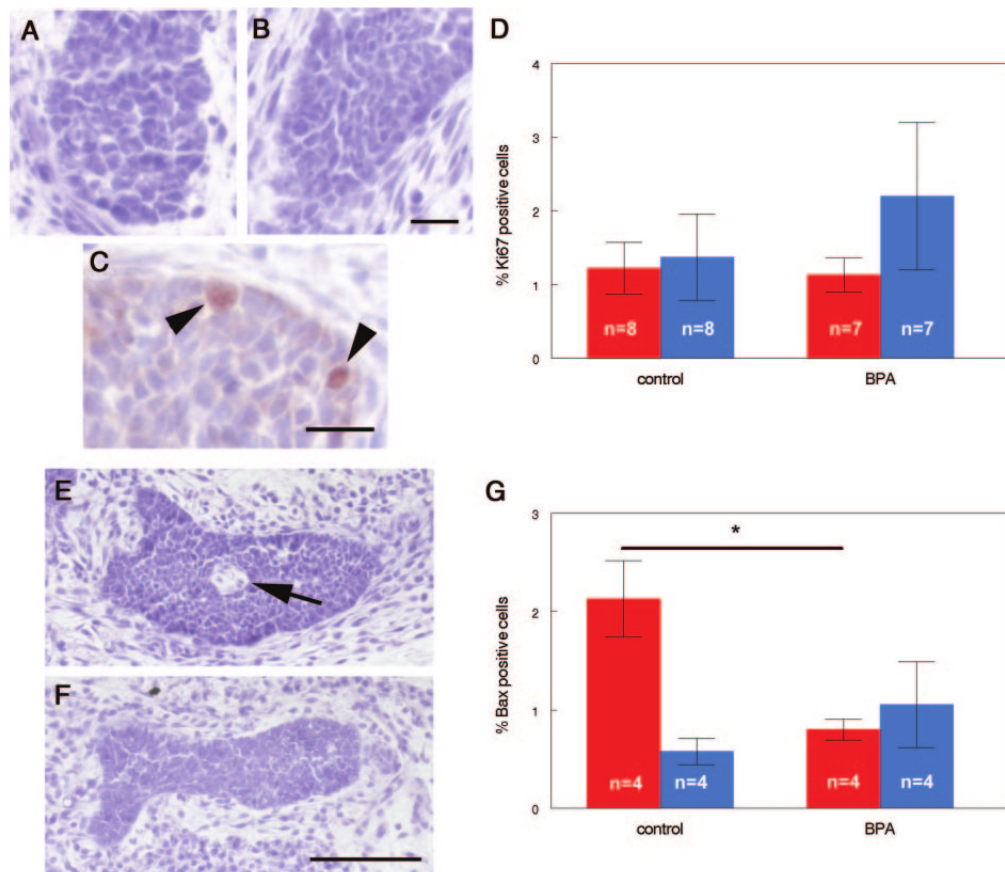 A
B
C
D
4
3
2
1
0
% Ki67 positive cells
n=8
n=8
n=7
n=7
control
BPA
E
F
G
3
2
1
0
% Bax positive cells
*
n=4
n=4
n=4
n=4
control
BPA